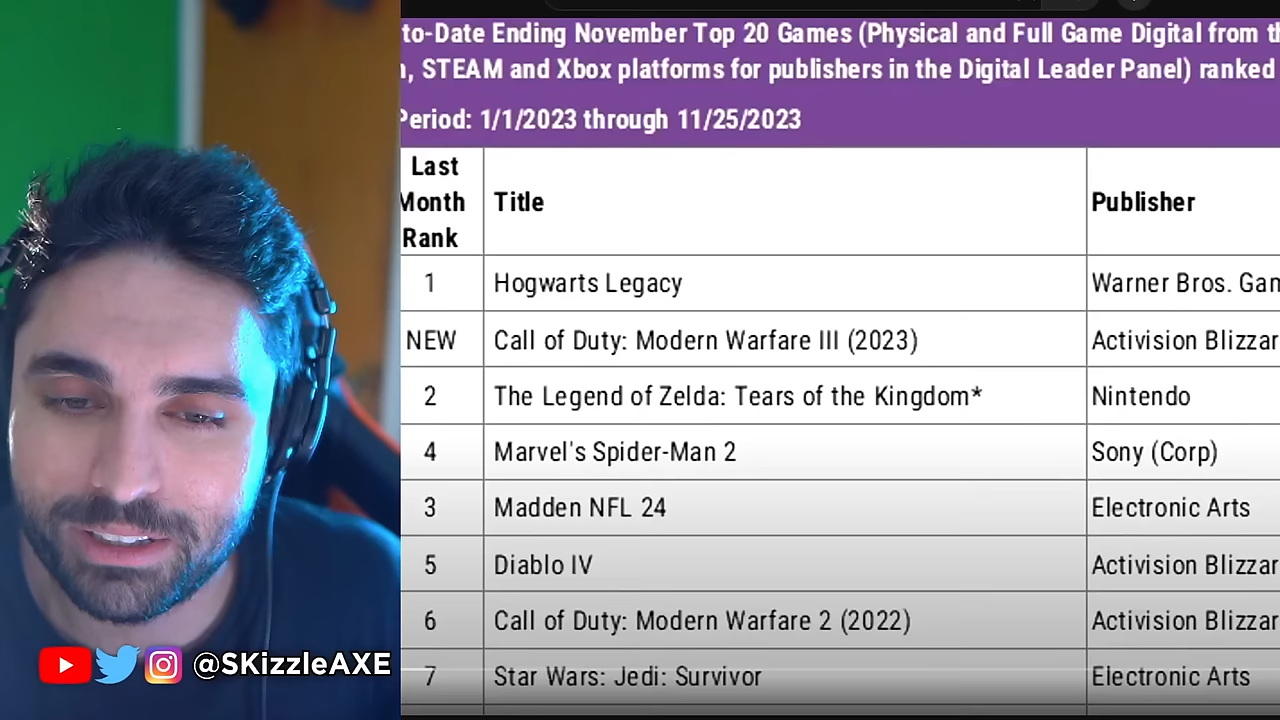 to-Date Ending November Top 20 Games (Physical and Full Game Digital from
STEAM and Xbox platforms for publishers in the Digital Leader Panel) ranked
Period: 1/1/2023 through 11/25/2023
Last Month Rank Title Publisher
1 Hogwarts Legacy Warner Bros.
NEW Call of Duty: Modern Warfare III (2023) Activision
2 The Legend of Zelda: Tears of the Kingdom* Nintendo
4 Marvel's Spider-Man 2 Sony (Corp)
3 Madden NFL 24 Electronic Arts
5 Diablo IV Activision
6 Call of Duty: Modern Warfare 2 (2022) Activision
7 Star Wars: Jedi: Survivor Electronic Arts
@SKizzleAXE